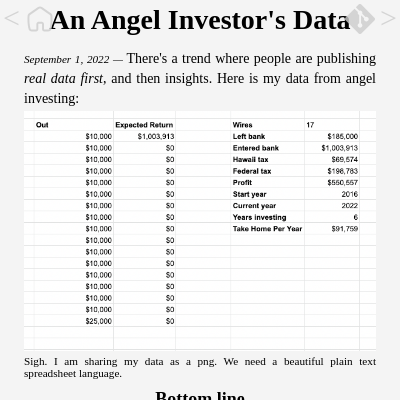 < An Angel Investor's Data >
September 1, 2022 — There's a trend where people are publishing
real data first, and then insights. Here is my data from angel
investing:
Out Expected Return Wires 17
$10,000 $1,003,913 Left bank $185,000
$10,000 $0 Entered bank $1,003,913
$10,000 $0 Hawaii tax $69,574
$10,000 $0 Federal tax $198,783
$10,000 $0 Profit $550,557
$10,000 $0 Start year 2016
$10,000 $0 Current year 2022
$10,000 $0 Years investing 6
$10,000 $0 Take Home Per Year $91,759
$10,000 $0
$10,000 $0
$10,000 $0
$10,000 $0
$10,000 $0
$10,000 $0
$10,000 $0
$25,000 $0
Sigh. I am sharing my data as a png. We need a beautiful plain text
spreadsheet language.
Bottom line